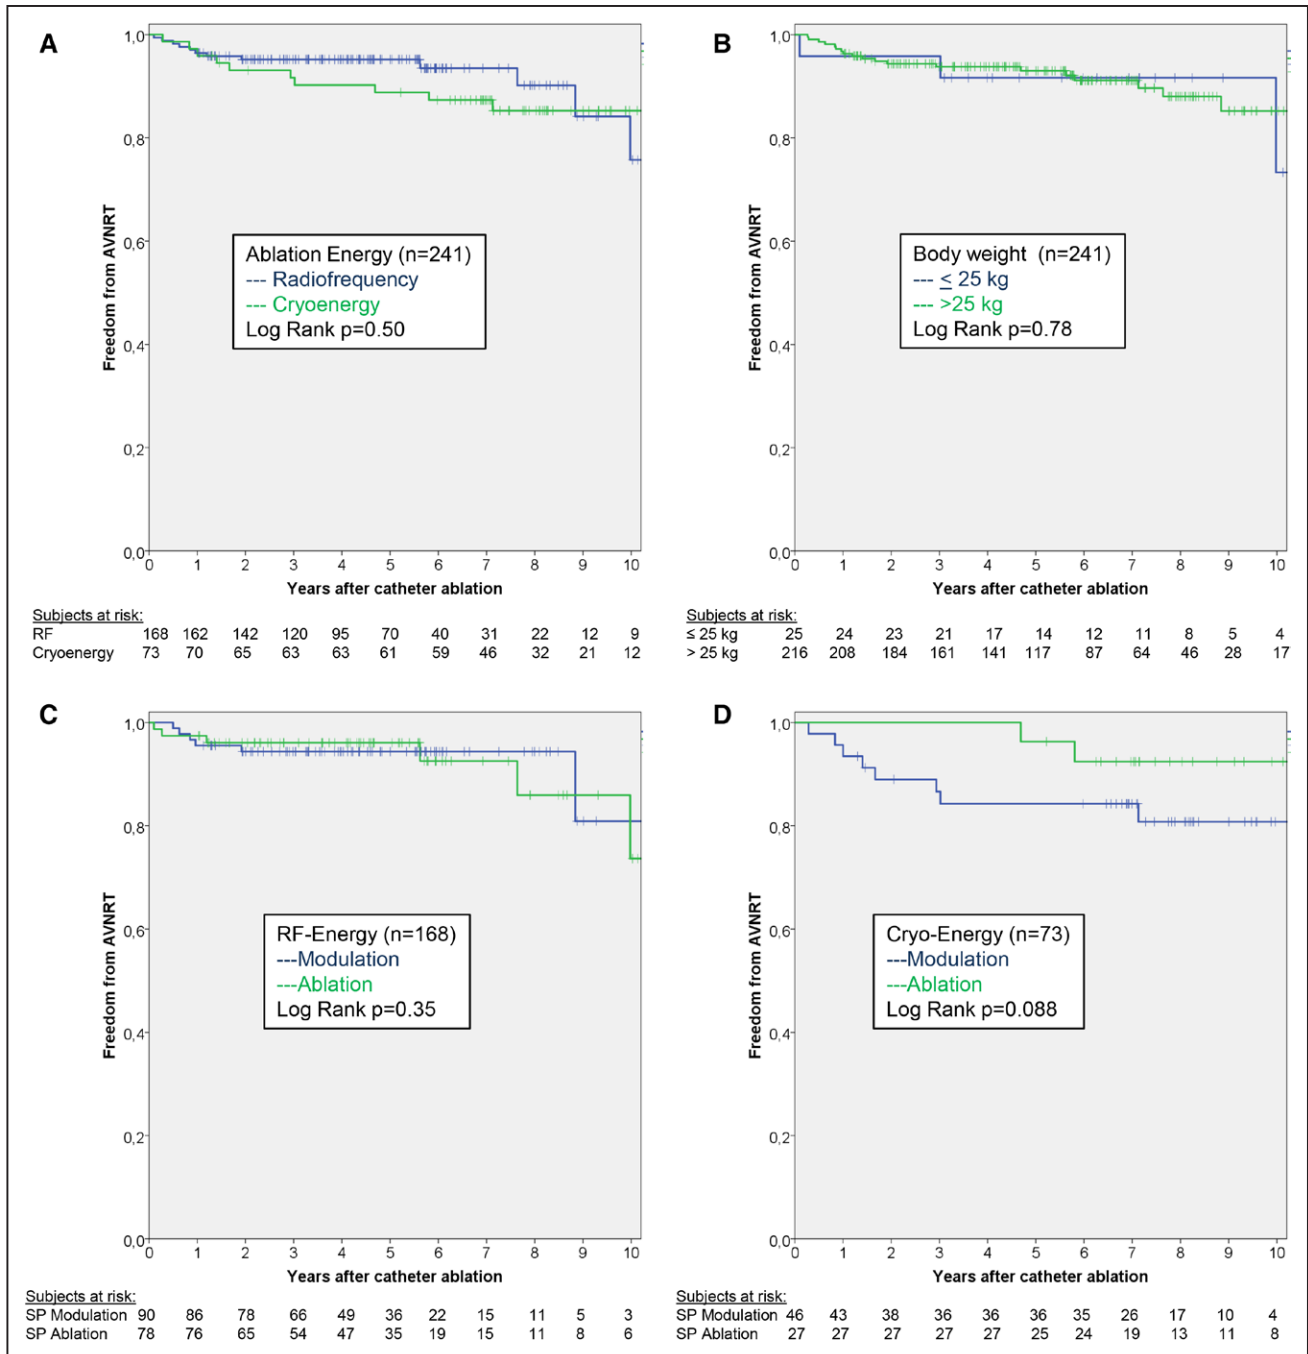 A
1,0
0,8
0,6
0,4
0,2
0,0
Freedom from AVNRT
Ablation Energy (n=241)
--- Radiofrequency
--- Cryoenergy
Log Rank p=0.50
0 1 2 3 4 5 6 7 8 9 10
Years after catheter ablation
Subjects at risk:
RF 168 162 142 120 95 70 40 31 22 12 9
Cryoenergy 73 70 65 63 63 61 59 46 32 21 12
B
1,0
0,8
0,6
0,4
0,2
0,0
Freedom from AVNRT
Body weight (n=241)
--- ≤ 25 kg
--- >25 kg
Log Rank p=0.78
0 1 2 3 4 5 6 7 8 9 10
Years after catheter ablation
Subjects at risk:
≤ 25 kg 25 24 23 21 17 14 12 11 8 5 4
> 25 kg 216 208 184 161 141 117 87 64 46 28 17
C
1,0
0,8
0,6
0,4
0,2
0,0
Freedom from AVNRT
RF-Energy (n=168)
---Modulation
---Ablation
Log Rank p=0.35
0 1 2 3 4 5 6 7 8 9 10
Years after catheter ablation
Subjects at risk:
SP Modulation 90 86 78 66 49 36 22 15 11 5 3
SP Ablation 78 76 65 54 47 35 19 15 11 8 6
D
1,0
0,8
0,6
0,4
0,2
0,0
Freedom from AVNRT
Cryo-Energy (n=73)
---Modulation
---Ablation
Log Rank p=0.088
0 1 2 3 4 5 6 7 8 9 10
Years after catheter ablation
Subjects at risk:
SP Modulation 46 43 38 36 36 36 35 26 17 10 4
SP Ablation 27 27 27 27 27 25 24 19 13 11 8